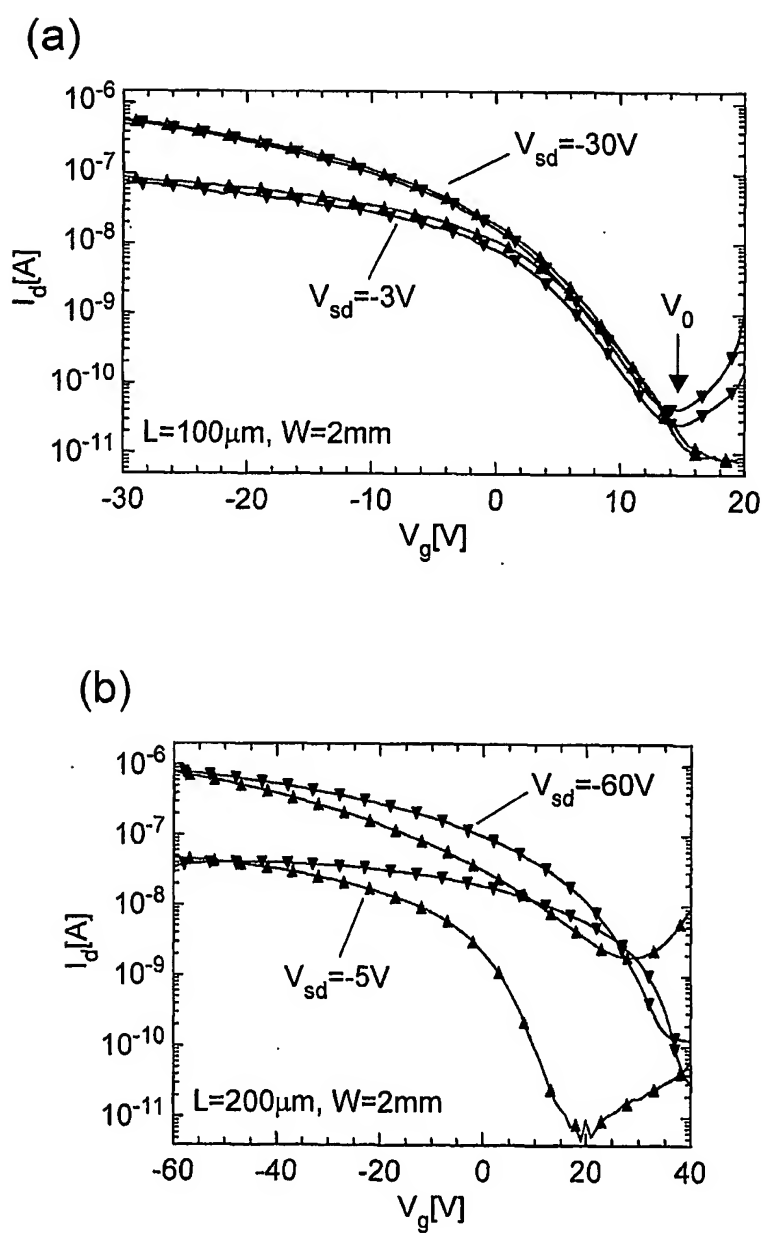 (a)
10^-6
10^-7
10^-8
10^-9
10^-10
10^-11
I_d[A]
V_sd=-30V
V_sd=-3V
V_0
L=100μm, W=2mm
-30 -20 -10 0 10 20
V_g[V]
(b)
10^-6
10^-7
10^-8
10^-9
10^-10
10^-11
I_d[A]
V_sd=-60V
V_sd=-5V
L=200μm, W=2mm
-60 -40 -20 0 20 40
V_g[V]